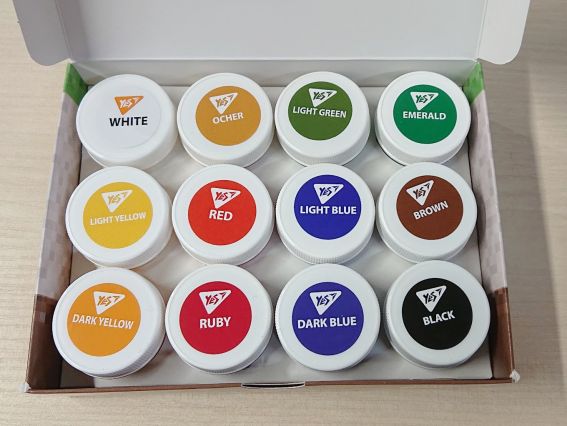 YES
WHITE
YES
OCHER
YES
LIGHT GREEN
YES
EMERALD
YES
LIGHT YELLOW
YES
RED
YES
LIGHT BLUE
YES
BROWN
YES
DARK YELLOW
YES
RUBY
YES
DARK BLUE
YES
BLACK